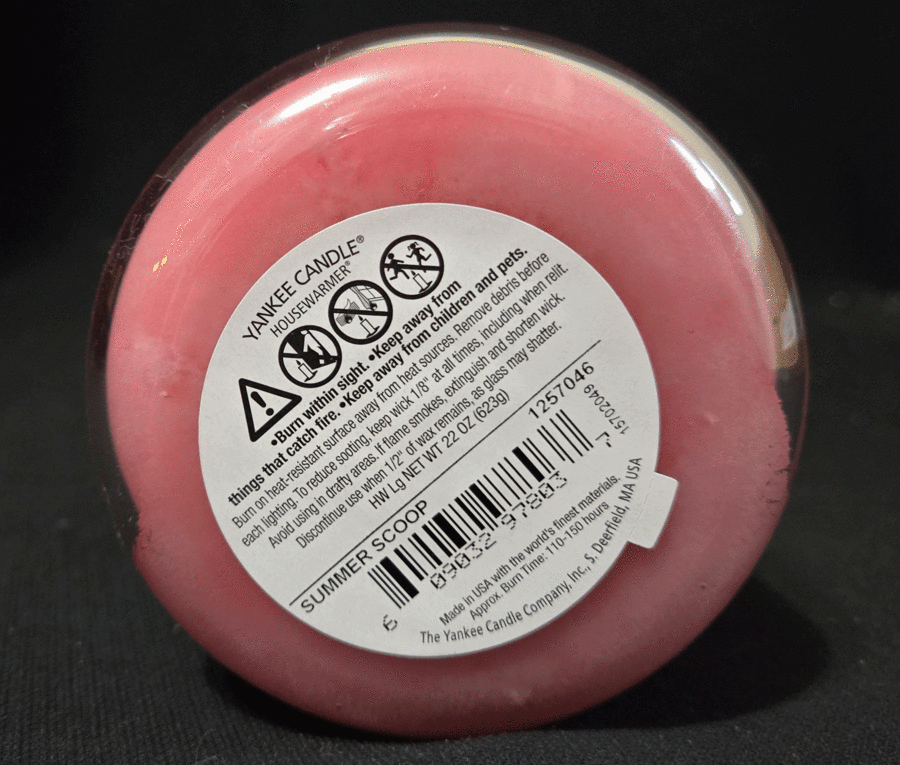 YANKEE CANDLE®
HOUSEWARMER®
•Burn within sight. •Keep away from
things that catch fire. •Keep away from children and pets.
Burn on heat-resistant surface away from heat sources. Remove debris before
each lighting. To reduce sooting, keep wick 1/8" at all times, including when relit.
Avoid using in drafty areas. If flame smokes, extinguish and shorten wick.
Discontinue use when 1/2" of wax remains, as glass may shatter.
HW Lg NET WT 22 OZ (623g)
SUMMER SCOOP 1257046
6 09032 97803 7
15702049
Made in USA with the world's finest materials.
Approx. Burn Time: 110-150 hours
The Yankee Candle Company, Inc., S. Deerfield, MA USA